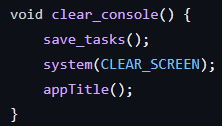 void clear_console() {
    save_tasks();
    system(CLEAR_SCREEN);
    appTitle();
}